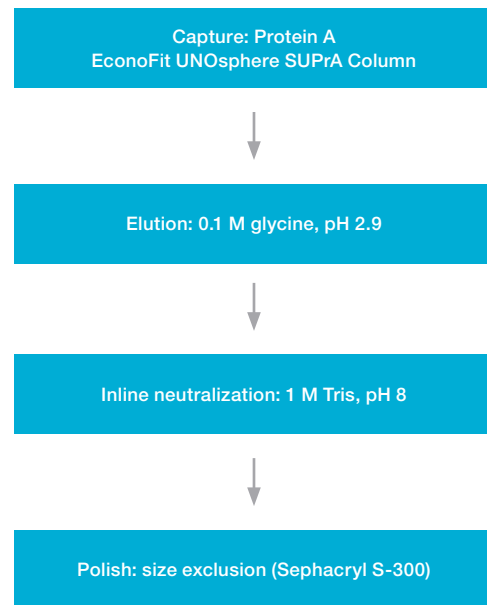 Capture: Protein A
EconoFit UNOsphere SUPrA Column
Elution: 0.1 M glycine, pH 2.9
Inline neutralization: 1 M Tris, pH 8
Polish: size exclusion (Sephacryl S-300)